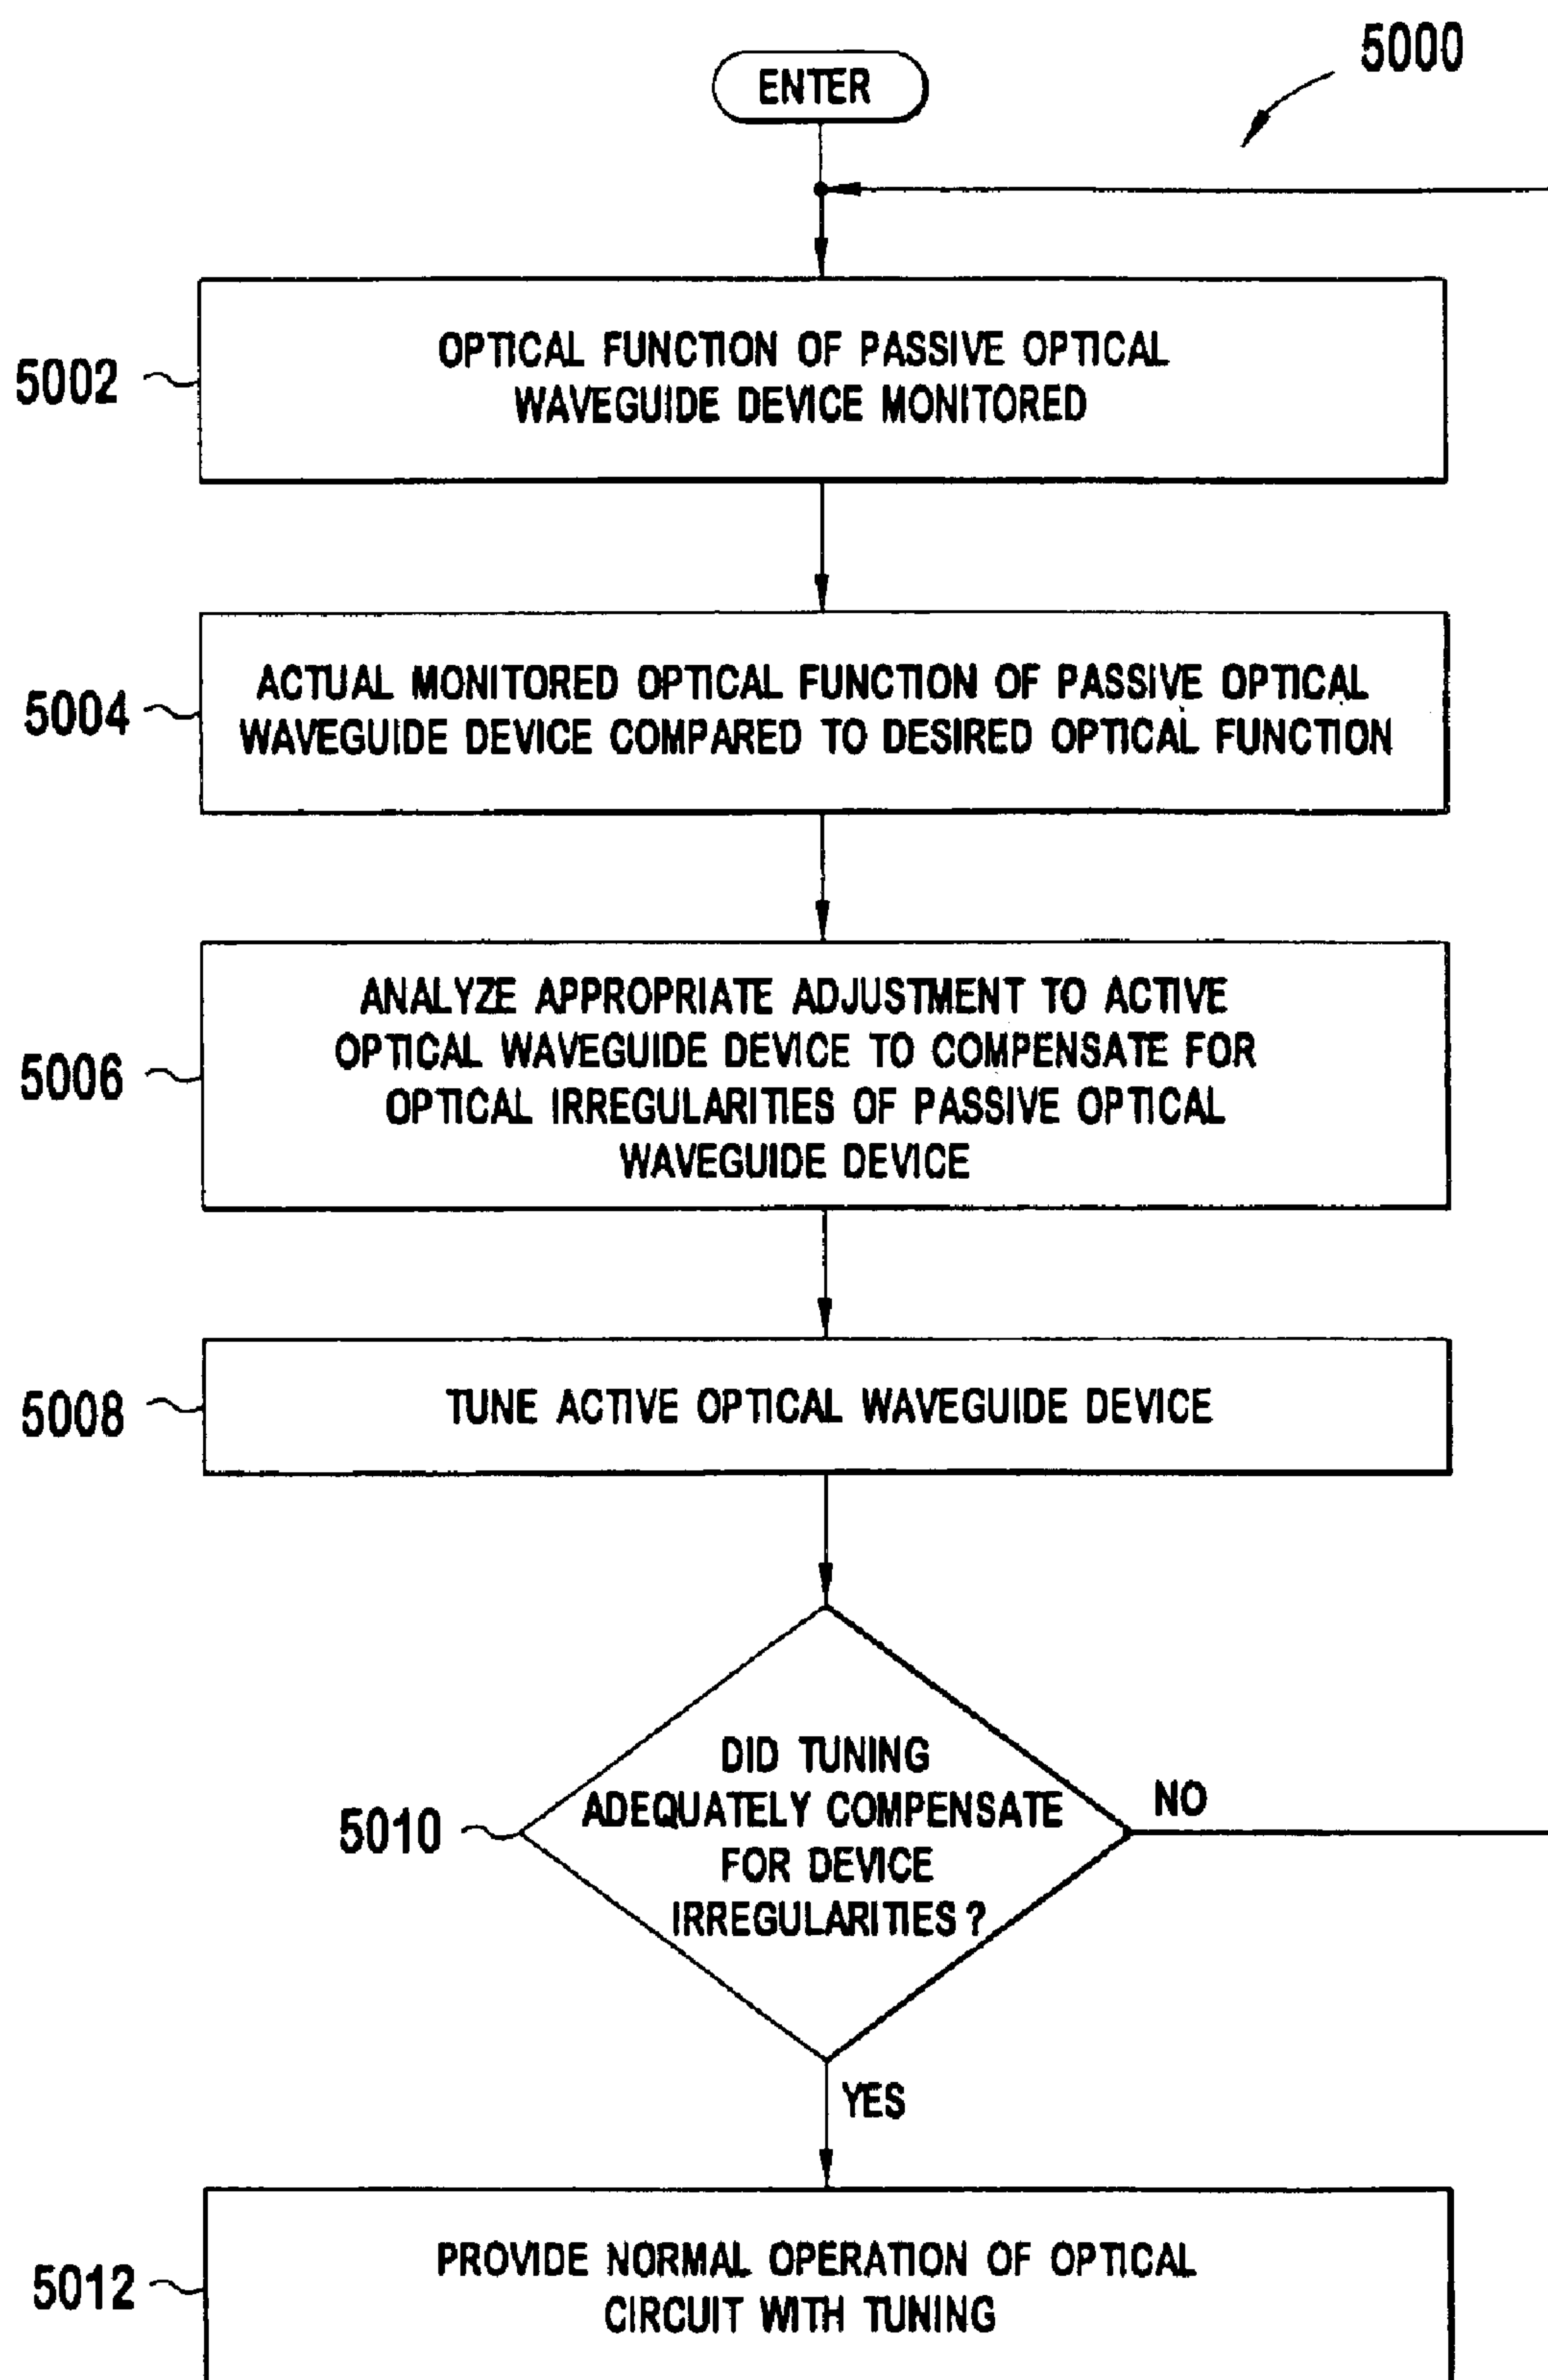 5000
ENTER
5002
OPTICAL FUNCTION OF PASSIVE OPTICAL
WAVEGUIDE DEVICE MONITORED
5004
ACTUAL MONITORED OPTICAL FUNCTION OF PASSIVE OPTICAL
WAVEGUIDE DEVICE COMPARED TO DESIRED OPTICAL FUNCTION
5006
ANALYZE APPROPRIATE ADJUSTMENT TO ACTIVE
OPTICAL WAVEGUIDE DEVICE TO COMPENSATE FOR
OPTICAL IRREGULARITIES OF PASSIVE OPTICAL
WAVEGUIDE DEVICE
5008
TUNE ACTIVE OPTICAL WAVEGUIDE DEVICE
5010
DID TUNING
ADEQUATELY COMPENSATE
FOR DEVICE
IRREGULARITIES?
NO
YES
5012
PROVIDE NORMAL OPERATION OF OPTICAL
CIRCUIT WITH TUNING